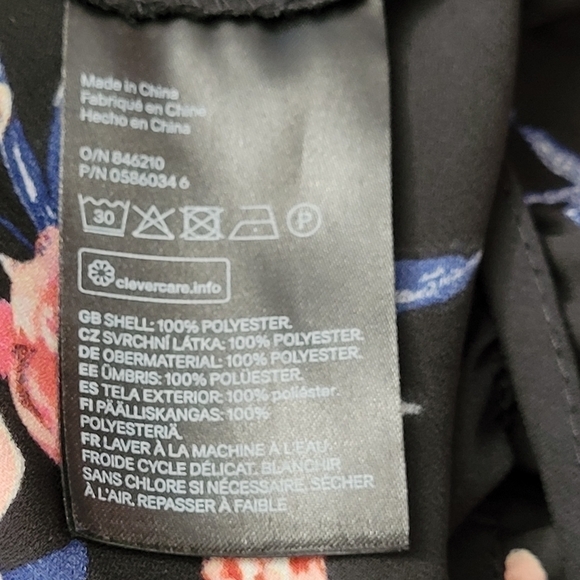 Made in China
Fabriqué en Chine
Hecho en China
O/N 846210
P/N 0586034 6
30
P
clevercare.info
GB SHELL: 100% POLYESTER.
CZ SVRCHNÍ LÁTKA: 100% POLYESTER.
DE OBERMATERIAL: 100% POLYESTER.
EE ÜMBRIS: 100% POLÜESTER.
ES TELA EXTERIOR: 100% poliéster.
FI PÄÄLLISKANGAS: 100%
POLYESTERIÄ.
FR LAVER À LA MACHINE À L'EAU
FROIDE CYCLE DÉLICAT. BLANCHIR
SANS CHLORE SI NÉCESSAIRE. SÉCHER
À L'AIR. REPASSER À FAIBLE